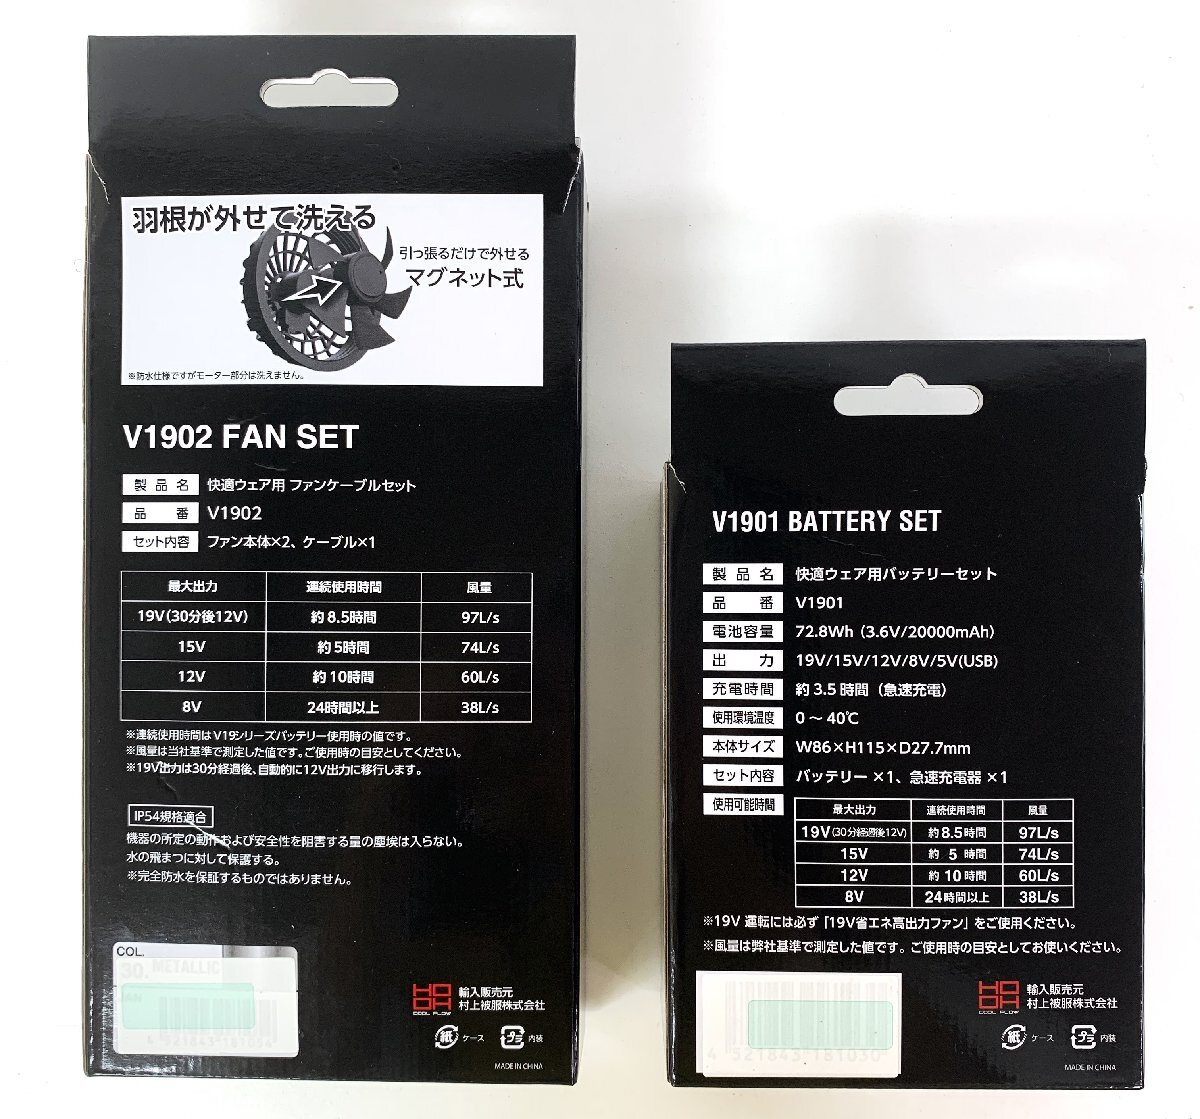 羽根が外せて洗える
引っ張るだけで外せる
マグネット式
※防水仕様ですがモーター部分は洗えません。
V1902 FAN SET
製品名 快適ウェア用 ファンケーブルセット
品番 V1902
セット内容 ファン本体×2、ケーブル×1
最大出力 連続使用時間 風量
19V(30分後12V) 約8.5時間 97L/s
15V 約5時間 74L/s
12V 約10時間 60L/s
8V 24時間以上 38L/s
※連続使用時間はV19シリーズバッテリー使用時の値です。
※風量は当社基準で測定した値です。ご使用時の目安としてください。
※19V出力は30分経過後、自動的に12V出力に移行します。
IP54規格適合
機器の所定の動作および安全性を阻害する量の塵埃は入らない。
水の飛まつに対して保護する。
※完全防水を保証するものではありません。
COL.
30. METALLIC
JAN
HOOH
COOL FLOW
輸入販売元
村上被服株式会社
紙 ケース プラ 内装
MADE IN CHINA
V1901 BATTERY SET
製品名 快適ウェア用バッテリーセット
品番 V1901
電池容量 72.8Wh (3.6V/20000mAh)
出力 19V/15V/12V/8V/5V(USB)
充電時間 約3.5時間(急速充電)
使用環境温度 0～40℃
本体サイズ W86×H115×D27.7mm
セット内容 バッテリー×1、急速充電器×1
使用可能時間
最大出力 連続使用時間 風量
19V(30分経過後12V) 約8.5時間 97L/s
15V 約 5 時間 74L/s
12V 約10時間 60L/s
8V 24時間以上 38L/s
※19V 運転には必ず「19V省エネ高出力ファン」をご使用ください。
※風量は弊社基準で測定した値です。ご使用時の目安としてお使いください。
4 521843 181030
HOOH
COOL FLOW
輸入販売元
村上被服株式会社
紙 ケース プラ 内装
MADE IN CHINA